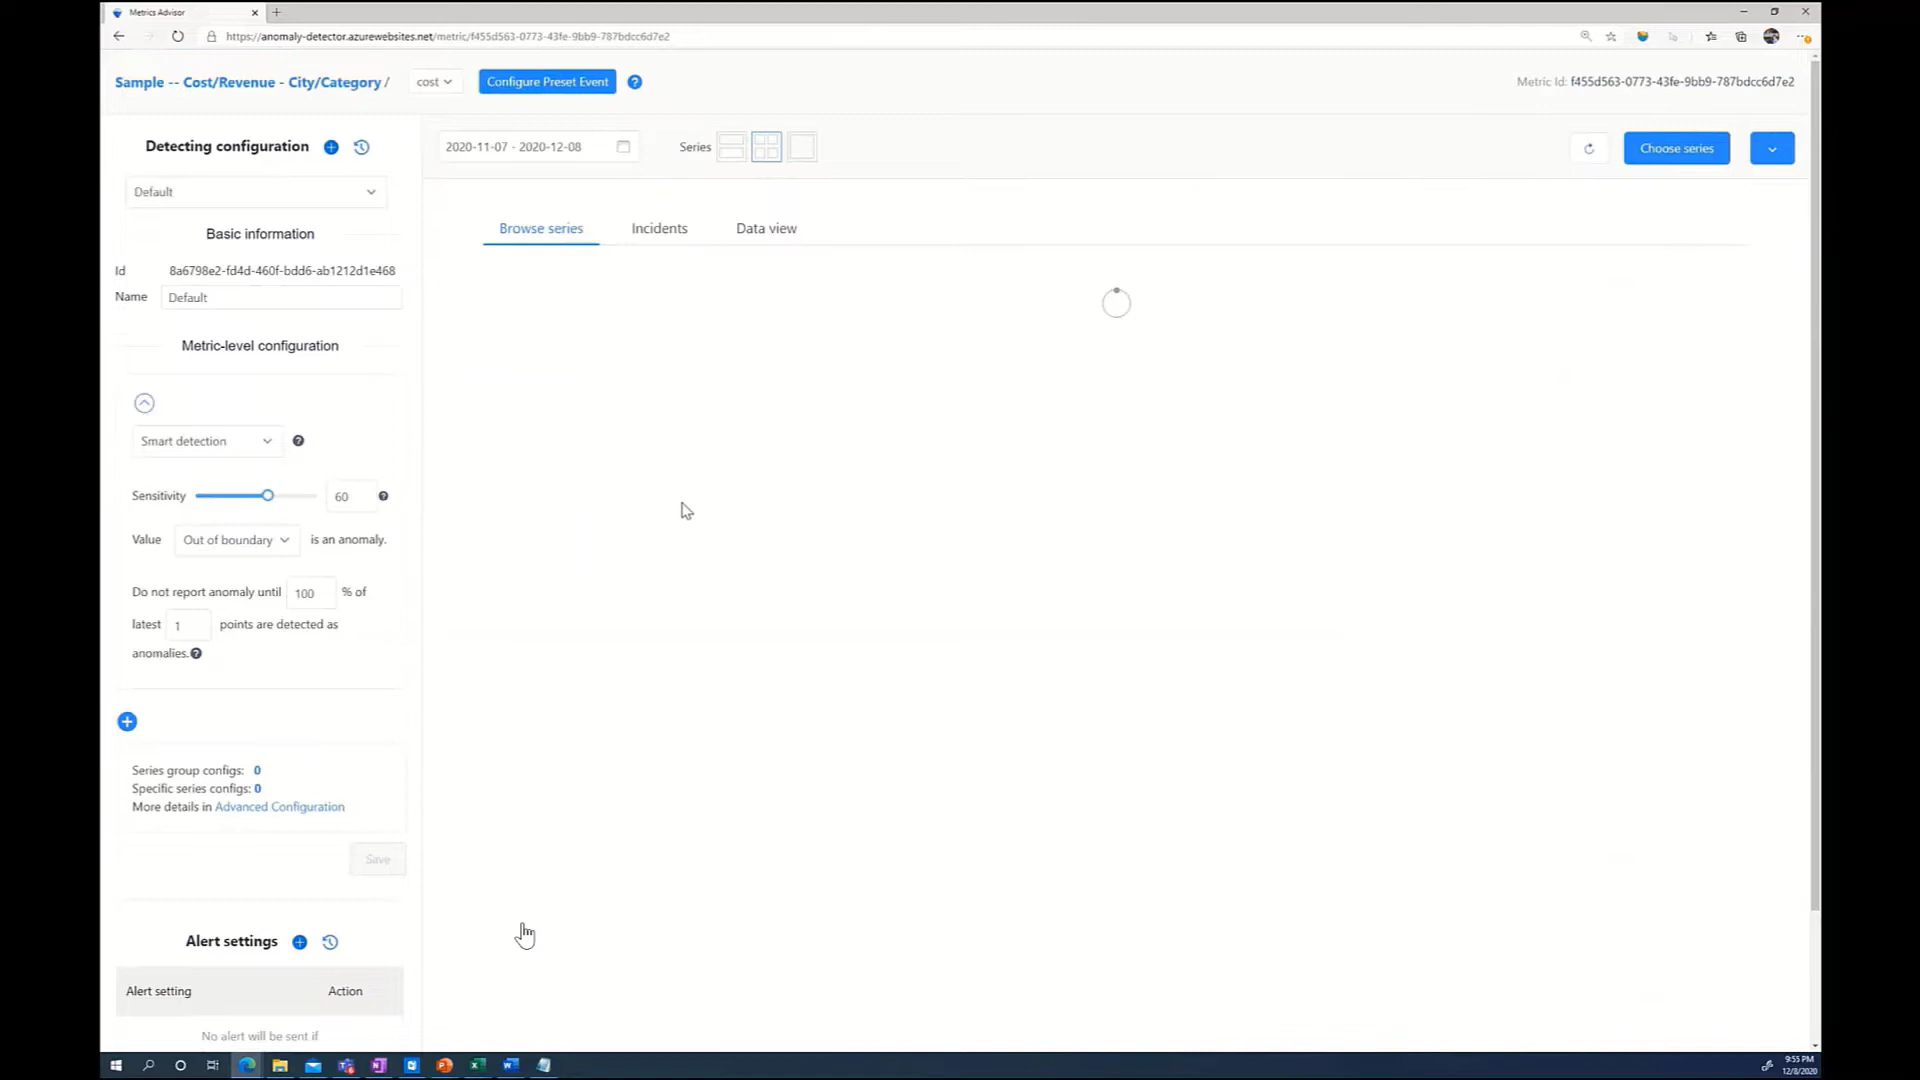 Metrics Advisor
https://anomaly-detector.azurewebsites.net/metric/f455d563-0773-43fe-9bb9-787bdcc6d7e2
Sample -- Cost/Revenue - City/Category / cost Configure Preset Event ?
Metric Id: f455d563-0773-43fe-9bb9-787bdcc6d7e2
Detecting configuration
Default
Basic information
Id 8a6798e2-fd4d-460f-bdd6-ab1212d1e468
Name Default
Metric-level configuration
Smart detection ?
Sensitivity 60 ?
Value Out of boundary is an anomaly.
Do not report anomaly until 100 % of
latest 1 points are detected as
anomalies. ?
Series group configs: 0
Specific series configs: 0
More details in Advanced Configuration
Save
Alert settings
Alert setting Action
No alert will be sent if
2020-11-07 - 2020-12-08 Series Choose series
Browse series Incidents Data view
9:55 PM
12/8/2020